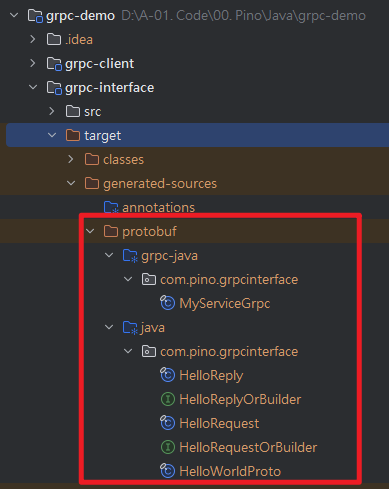 grpc-demo D:\A-01. Code\00. Pino\Java\grpc-demo
.idea
grpc-client
grpc-interface
src
target
classes
generated-sources
annotations
protobuf
grpc-java
com.pino.grpcinterface
MyServiceGrpc
java
com.pino.grpcinterface
HelloReply
HelloReplyOrBuilder
HelloRequest
HelloRequestOrBuilder
HelloWorldProto